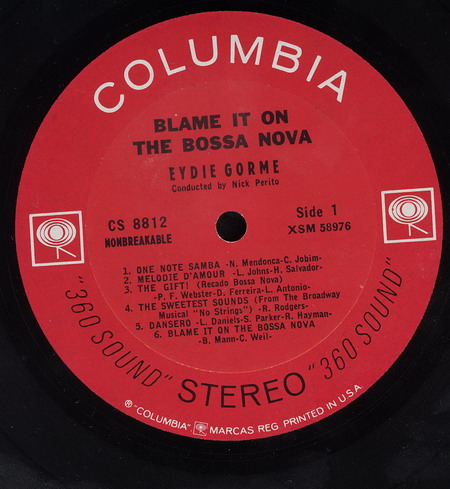 COLUMBIA
BLAME IT ON
THE BOSSA NOVA
EYDIE GORME
Conducted by Nick Perito
CS 8812
NONBREAKABLE
Side 1
XSM 58976
1. ONE NOTE SAMBA -N. Mendonca-C. Jobim-
2. MELODIE D'AMOUR -L. Johns-H. Salvador-
3. THE GIFT! (Recado Bossa Nova)
-P. F. Webster-D. Ferreira-L. Antonio-
4. THE SWEETEST SOUNDS (From The Broadway
Musical "No Strings") -R. Rodgers-
5. DANSERO -L. Daniels-S. Parker-R. Hayman-
6. BLAME IT ON THE BOSSA NOVA
-B. Mann-C. Weil-
"360 SOUND" STEREO "360 SOUND"
® "COLUMBIA" MARCAS REG. PRINTED IN U.S.A.